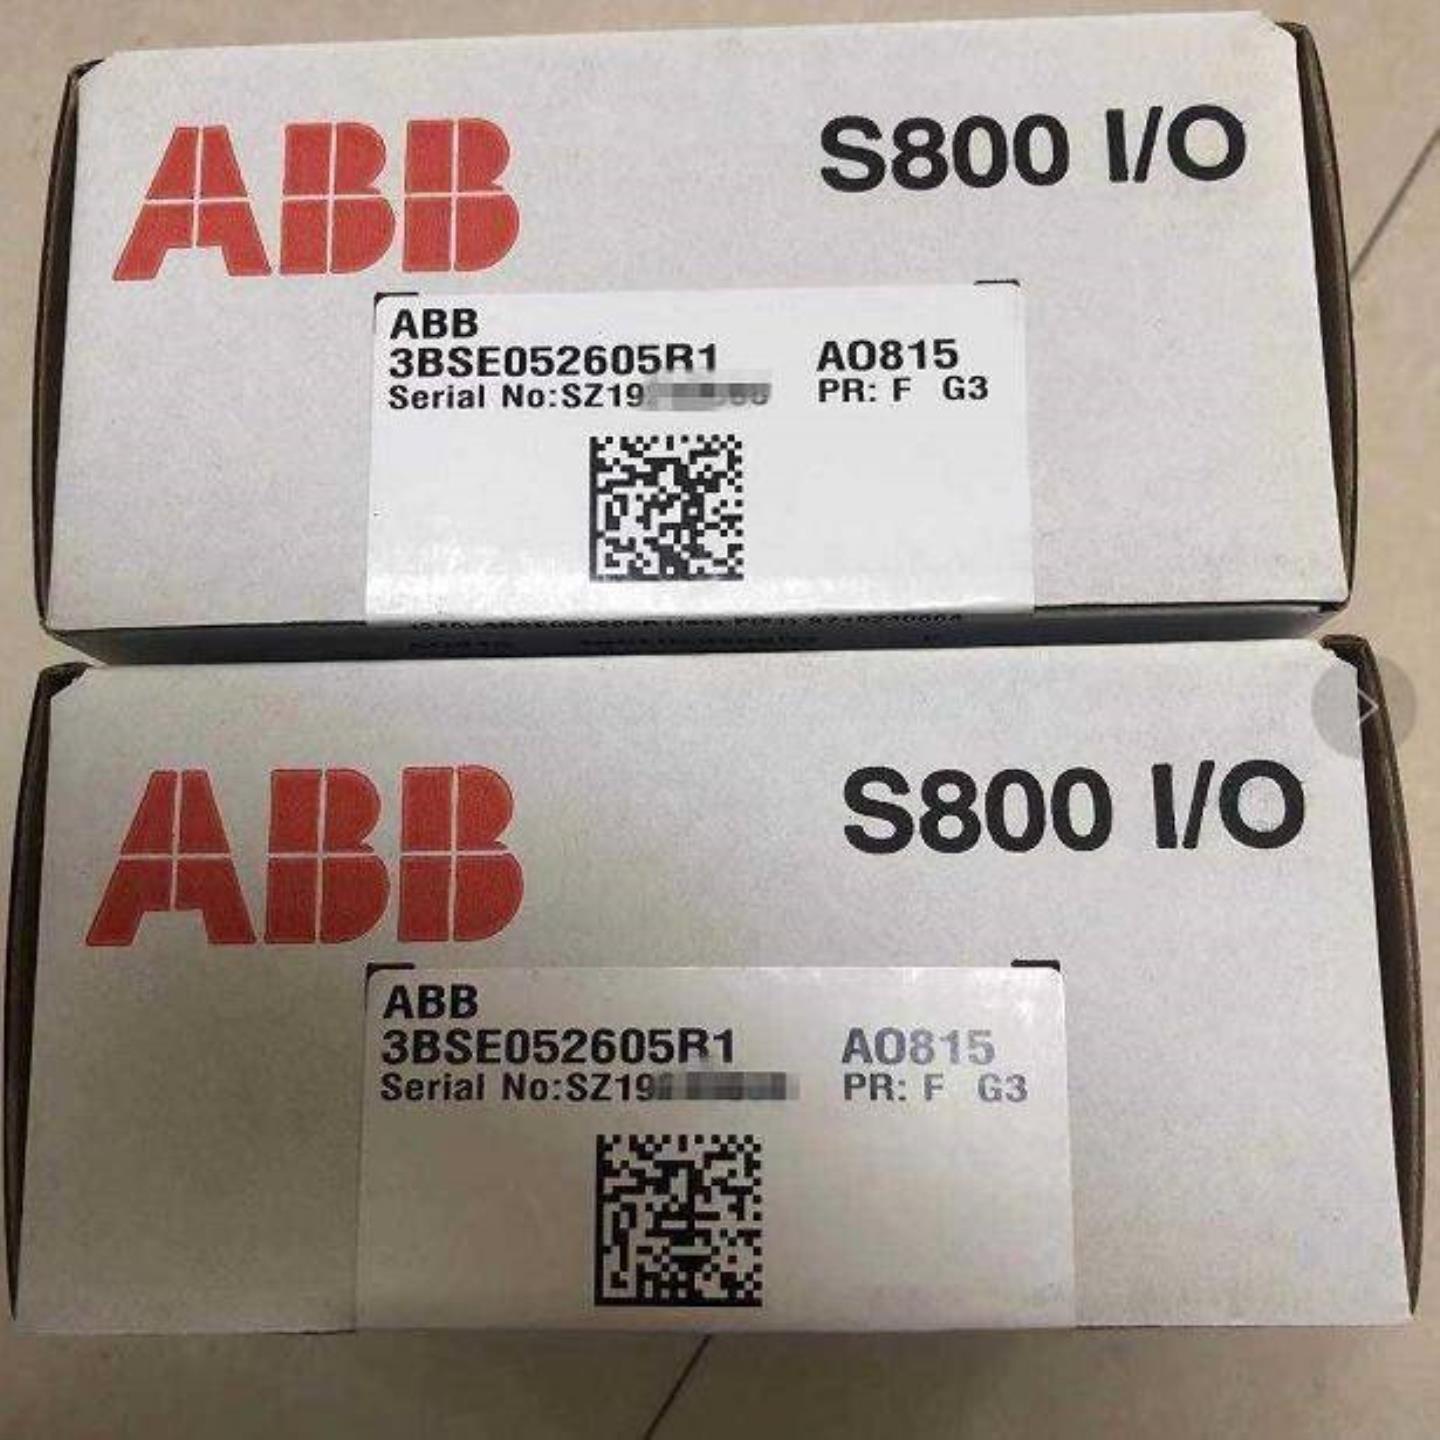 ABB
S800 I/O
ABB
3BSE052605R1 AO815
Serial No:SZ19 PR: F G3
ABB
S800 I/O
ABB
3BSE052605R1 AO815
Serial No:SZ19 PR: F G3